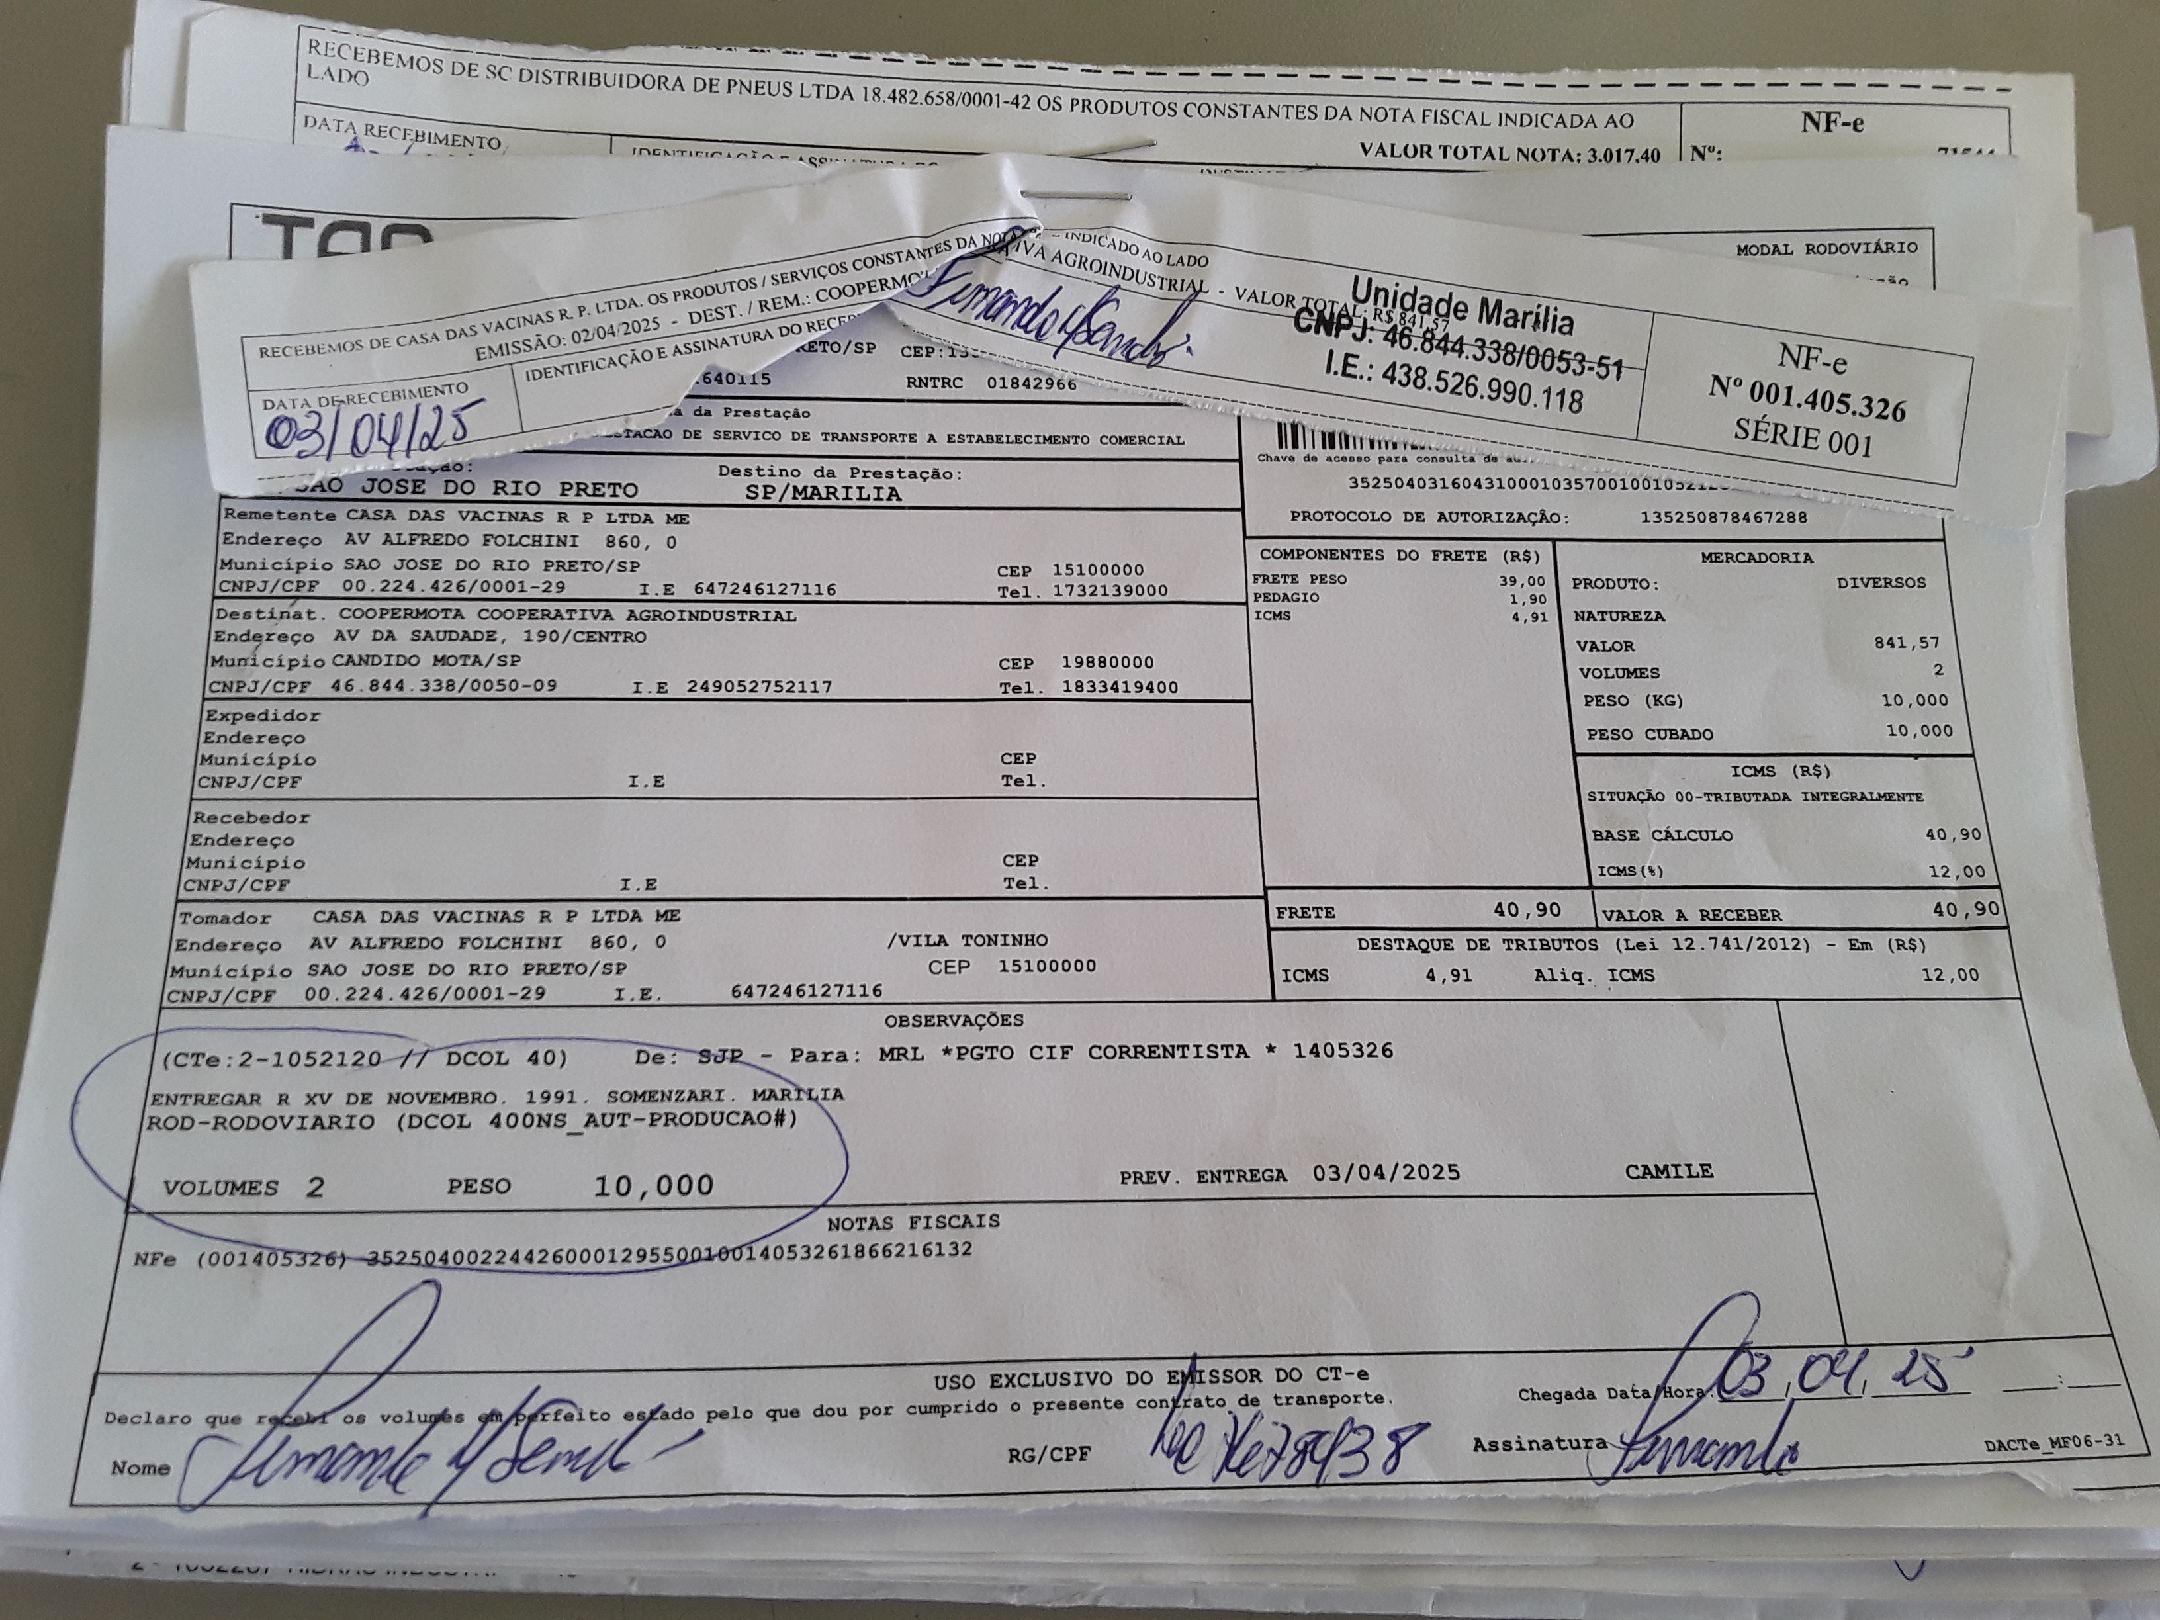 RECEBEMOS DE SC DISTRIBUIDORA DE PNEUS LTDA 18.482.658/0001-42 OS PRODUTOS CONSTANTES DA NOTA FISCAL INDICADA AO
LADO
VALOR TOTAL NOTA: 3.017,40
NF-e
Nº:
DATA RECEBIMENTO
MODAL RODOVIÁRIO
RECEBEMOS DE CASA DAS VACINAS R. P. LTDA. OS PRODUTOS / SERVIÇOS CONSTANTES DA INDICADO AO LADO
EMISSÃO: 02/04/2025 - DEST. / REM.: AGROINDUSTRIAL - VALOR TOTAL: R$ 841,57
DATA DE RECEBIMENTO
03/04/25
IDENTIFICAÇÃO E ASSINATURA DO
Unidade Marília
CNPJ: 46.844.338/0053-51
I.E.: 438.526.990.118
NF-e
Nº 001.405.326
SÉRIE 001
RETO/SP CEP:
640115 RNTRC 01842966
da Prestação
DE SERVICO DE TRANSPORTE A ESTABELECIMENTO COMERCIAL
Destino da Prestação:
SAO JOSE DO RIO PRETO SP/MARILIA
Chave de acesso para consulta de
PROTOCOLO DE AUTORIZAÇÃO: 135250878467288
Remetente CASA DAS VACINAS R P LTDA ME
Endereço AV ALFREDO FOLCHINI 860, 0
Município SAO JOSE DO RIO PRETO/SP CEP 15100000
CNPJ/CPF 00.224.426/0001-29 I.E 647246127116 Tel. 1732139000
Destinat. COOPERMOTA COOPERATIVA AGROINDUSTRIAL
Endereço AV DA SAUDADE, 190/CENTRO
Município CANDIDO MOTA/SP CEP 19880000
CNPJ/CPF 46.844.338/0050-09 I.E 249052752117 Tel. 1833419400
Expedidor
Endereço
Município CEP
CNPJ/CPF I.E Tel.
Recebedor
Endereço
Município CEP
CNPJ/CPF I.E Tel.
Tomador CASA DAS VACINAS R P LTDA ME
Endereço AV ALFREDO FOLCHINI 860, 0 /VILA TONINHO
Município SAO JOSE DO RIO PRETO/SP CEP 15100000
CNPJ/CPF 00.224.426/0001-29 I.E. 647246127116
COMPONENTES DO FRETE (R$)
FRETE PESO 39,00
PEDAGIO 1,90
ICMS 4,91
MERCADORIA
PRODUTO: DIVERSOS
NATUREZA
VALOR 841,57
VOLUMES 2
PESO (KG) 10,000
PESO CUBADO 10,000
ICMS (R$)
SITUAÇÃO 00-TRIBUTADA INTEGRALMENTE
BASE CÁLCULO 40,90
ICMS(%) 12,00
FRETE 40,90 VALOR A RECEBER 40,90
DESTAQUE DE TRIBUTOS (Lei 12.741/2012) - Em (R$)
ICMS 4,91 Aliq. ICMS 12,00
OBSERVAÇÕES
(CTe:2-1052120 // DCOL 40) De: SJP - Para: MRL *PGTO CIF CORRENTISTA * 1405326
ENTREGAR R XV DE NOVEMBRO. 1991. SOMENZARI. MARILIA
ROD-RODOVIARIO (DCOL 400NS_AUT-PRODUCAO#)
VOLUMES 2 PESO 10,000
PREV. ENTREGA 03/04/2025 CAMILE
NOTAS FISCAIS
NFe (001405326) 35250400224426000129550010014053261866216132
USO EXCLUSIVO DO EMISSOR DO CT-e
Declaro que recebi os volumes em perfeito estado pelo que dou por cumprido o presente contrato de transporte.
Chegada Data/Hora: 03,04,25 __:__
Nome
RG/CPF
Assinatura
DACTe_MF06-31